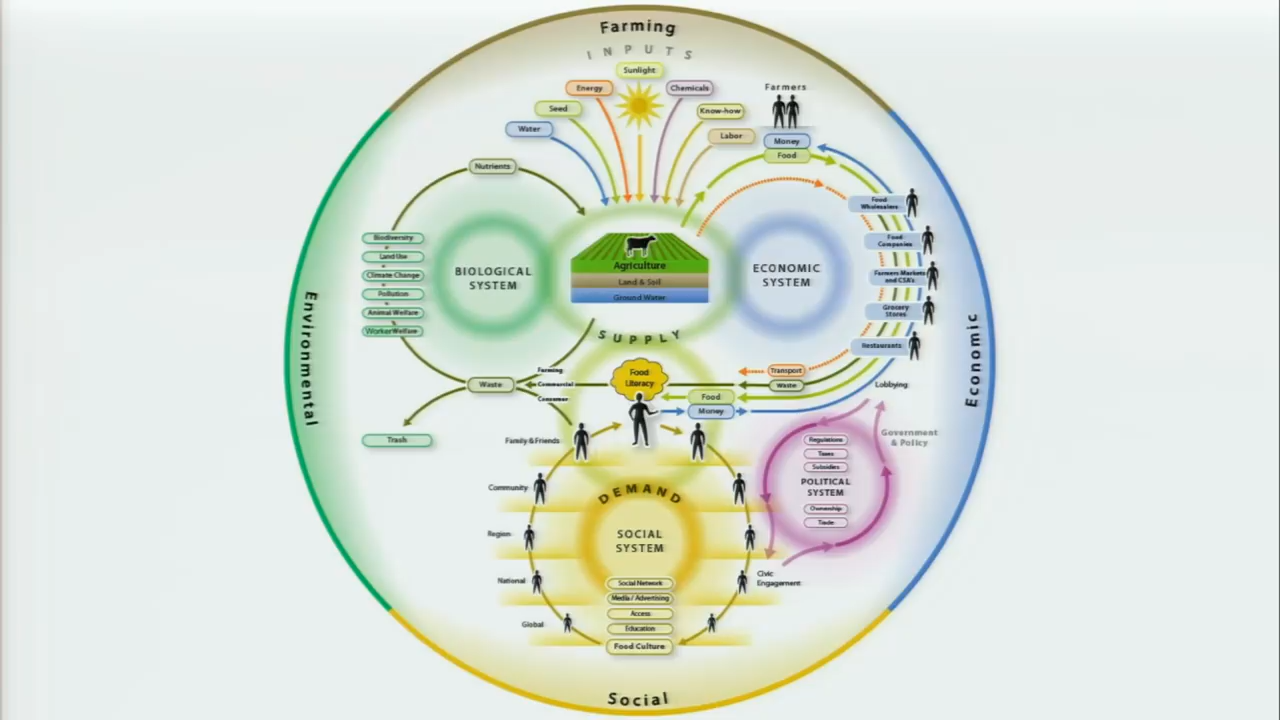 Farming
INPUTS
Sunlight
Energy
Chemicals
Seed
Know-how
Water
Labor
Farmers
Money
Food
Nutrients
Food
Wholesalers
Food
Companies
Farmers Markets
and CSA's
Grocery
Stores
Restaurants
Biodiversity
Land Use
Climate Change
Pollution
Animal Welfare
Worker Welfare
BIOLOGICAL
SYSTEM
Agriculture
Land & Soil
Ground Water
ECONOMIC
SYSTEM
SUPPLY
Environmental
Economic
Farming
Commercial
Consumer
Waste
Trash
Food
Literacy
Transport
Waste
Food
Money
Lobbying
Government
& Policy
Regulations
Taxes
Subsidies
POLITICAL
SYSTEM
Ownership
Trade
Civic
Engagement
Family & Friends
Community
Region
National
Global
DEMAND
SOCIAL
SYSTEM
Social Network
Media / Advertising
Access
Education
Food Culture
Social